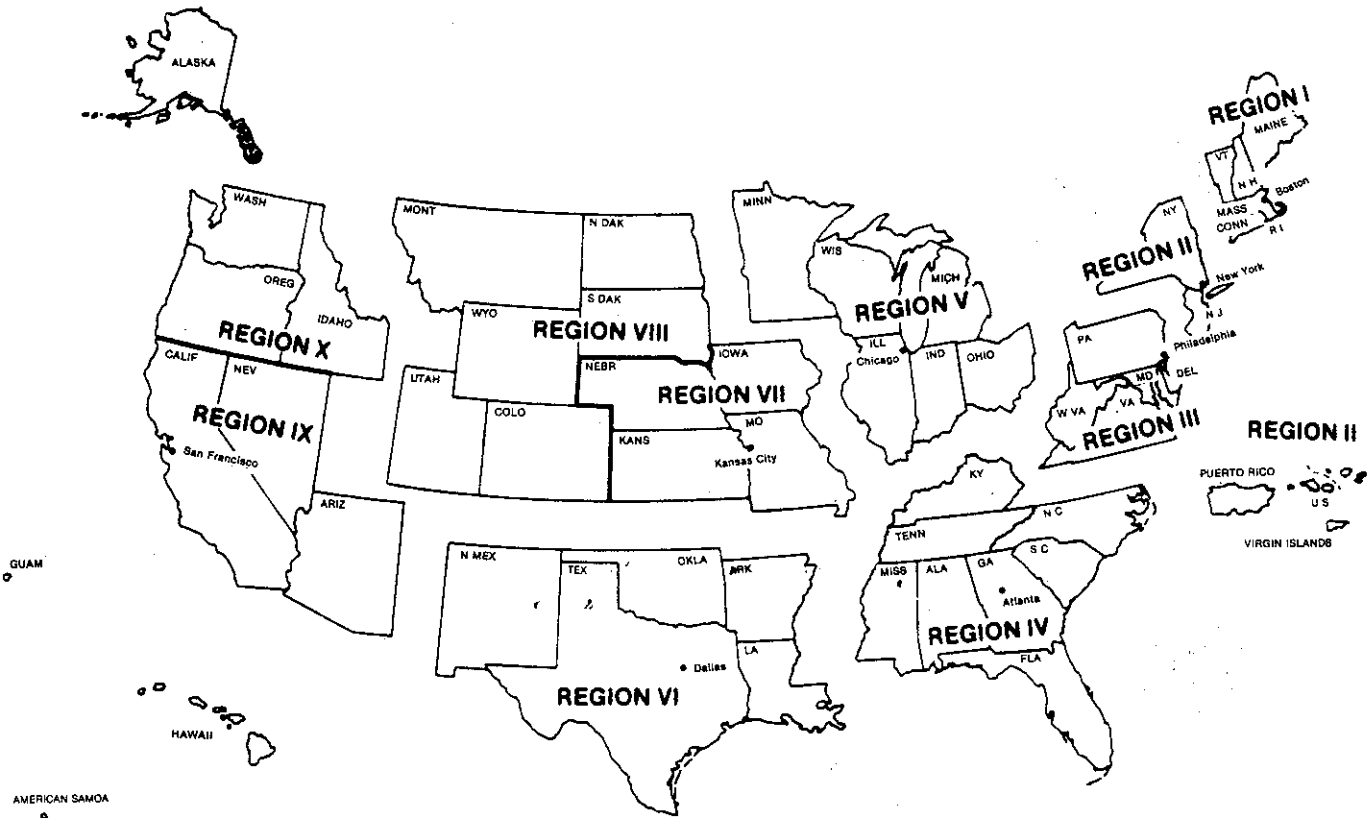 ALASKA
REGION I
MAINE
VT
N H
Boston
MASS
CONN
R I
WASH
MONT
N DAK
MINN
NY
WIS
MICH
REGION II
New York
OREG
S DAK
REGION V
N J
IDAHO
WYO
REGION X
REGION VIII
PA
Philadelphia
CALIF
NEV
UTAH
NEBR
IOWA
ILL
Chicago
IND
OHIO
MD
DEL
REGION VII
W VA
VA
REGION IX
COLO
MO
REGION III
REGION II
San Francisco
KANS
Kansas City
KY
PUERTO RICO
U S
VIRGIN ISLANDS
ARIZ
N C
TENN
S C
GUAM
N MEX
TEX
OKLA
ARK
MISS
ALA
GA
Atlanta
REGION IV
LA
FLA
Dallas
REGION VI
HAWAII
AMERICAN SAMOA